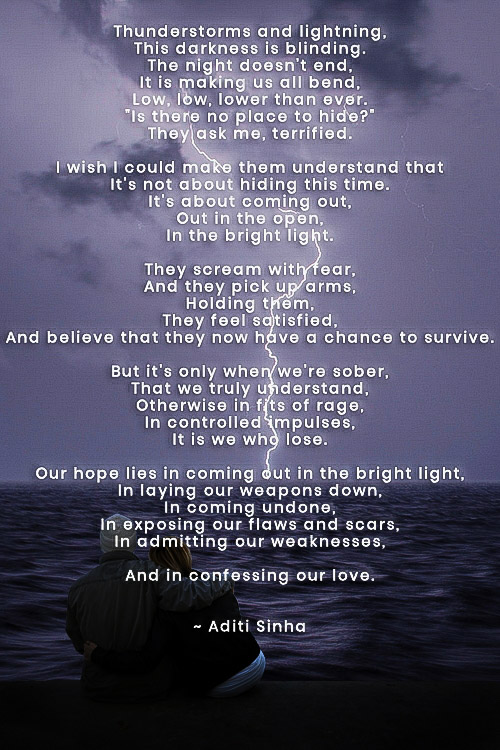 Thunderstorms and lightning,
This darkness is blinding.
The night doesn't end,
It is making us all bend,
Low, low, lower than ever.
"Is there no place to hide?"
They ask me, terrified.
I wish I could make them understand that
It's not about hiding this time.
It's about coming out,
Out in the open,
In the bright light.
They scream with fear,
And they pick up arms,
Holding them,
They feel satisfied,
And believe that they now have a chance to survive.
But it's only when we're sober,
That we truly understand,
Otherwise in fits of rage,
In controlled impulses,
It is we who lose.
Our hope lies in coming out in the bright light,
In laying our weapons down,
In coming undone,
In exposing our flaws and scars,
In admitting our weaknesses,
And in confessing our love.
~ Aditi Sinha